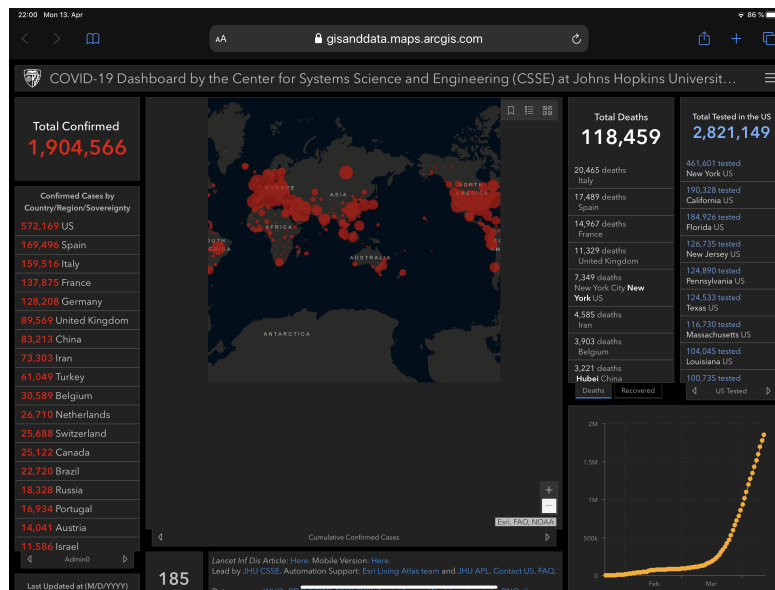 22:00 Mon 13. Apr
86 %
AA
gisanddata.maps.arcgis.com
COVID-19 Dashboard by the Center for Systems Science and Engineering (CSSE) at Johns Hopkins Universit...
Total Confirmed
1,904,566
Confirmed Cases by
Country/Region/Sovereignty
572,169 US
169,496 Spain
159,516 Italy
137,875 France
128,208 Germany
89,569 United Kingdom
83,213 China
73,303 Iran
61,049 Turkey
30,589 Belgium
26,710 Netherlands
25,688 Switzerland
25,122 Canada
22,720 Brazil
18,328 Russia
16,934 Portugal
14,041 Austria
11,586 Israel
Admin0
Last Updated at (M/D/YYYY)
EUROPE
ASIA
NORTH
AMERICA
AFRICA
AUSTRALIA
ANTARCTICA
+
−
Esri, FAO, NOAA
Cumulative Confirmed Cases
185
Lancet Inf Dis Article: Here. Mobile Version: Here.
Lead by JHU CSSE. Automation Support: Esri Living Atlas team and JHU APL. Contact US. FAQ.
Total Deaths
118,459
20,465 deaths
Italy
17,489 deaths
Spain
14,967 deaths
France
11,329 deaths
United Kingdom
7,349 deaths
New York City New
York US
4,585 deaths
Iran
3,903 deaths
Belgium
3,221 deaths
Hubei China
Deaths
Recovered
Total Tested in the US
2,821,149
461,601 tested
New York US
190,328 tested
California US
184,926 tested
Florida US
126,735 tested
New Jersey US
124,890 tested
Pennsylvania US
124,533 tested
Texas US
116,730 tested
Massachusetts US
104,045 tested
Louisiana US
100,735 tested
US Tested
2M
1.5M
1M
500k
0
Feb
Mar